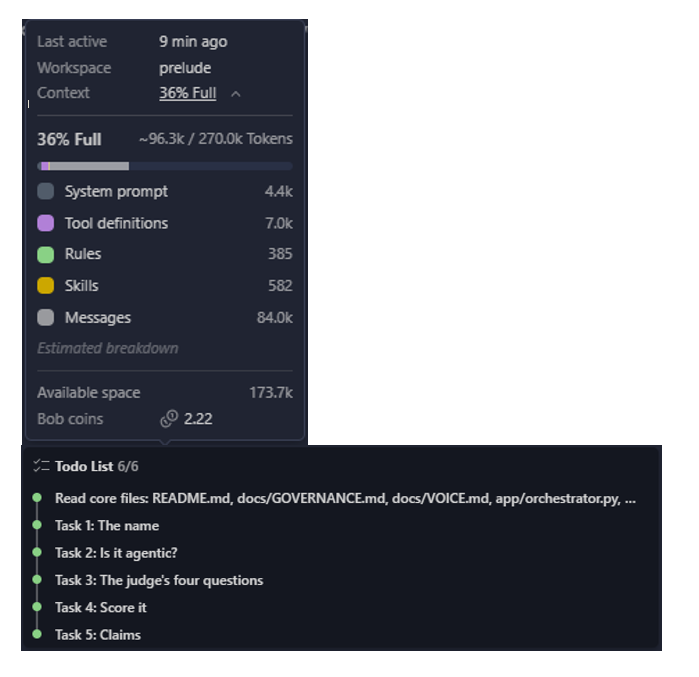 Last active 9 min ago
Workspace prelude
Context 36% Full
36% Full ~96.3k / 270.0k Tokens
System prompt 4.4k
Tool definitions 7.0k
Rules 385
Skills 582
Messages 84.0k
Estimated breakdown
Available space 173.7k
Bob coins 2.22
Todo List 6/6
Read core files: README.md, docs/GOVERNANCE.md, docs/VOICE.md, app/orchestrator.py, ...
Task 1: The name
Task 2: Is it agentic?
Task 3: The judge's four questions
Task 4: Score it
Task 5: Claims